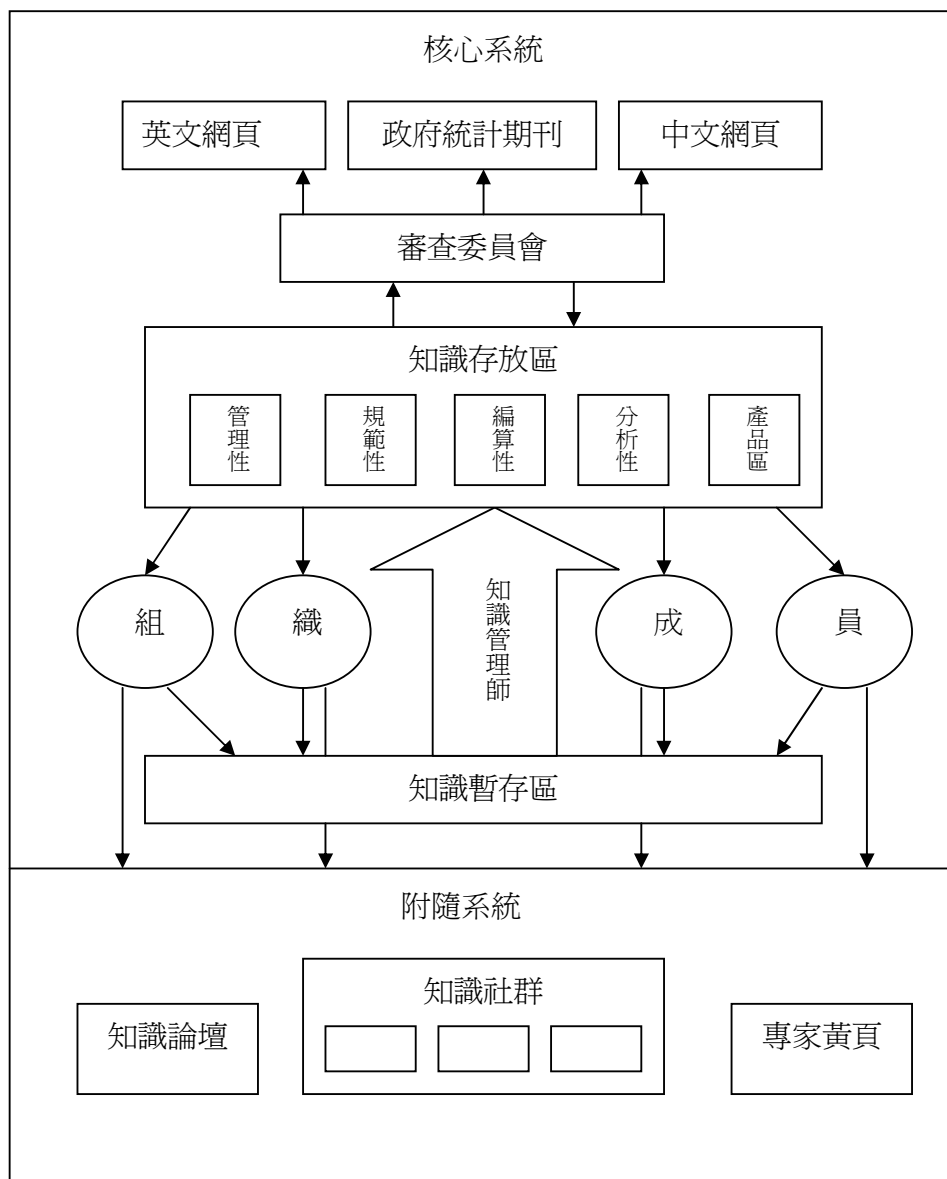 核心系統
英文網頁
政府統計期刊
中文網頁
審查委員會
知識存放區
管理性
規範性
編算性
分析性
產品區
組
織
成
員
知識管理師
知識暫存區
附隨系統
知識社群
知識論壇
專家黃頁